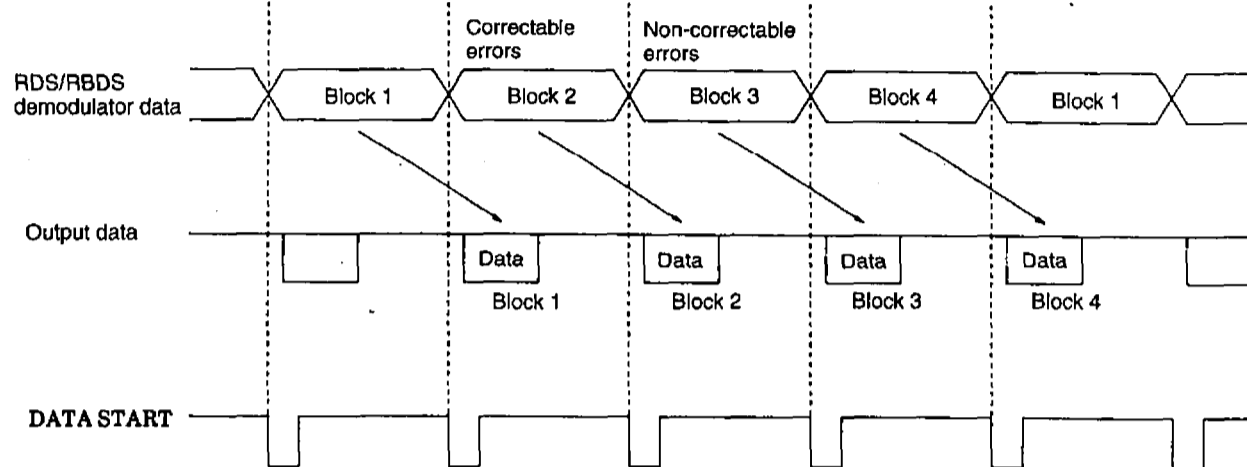 Correctable
errors
Non-correctable
errors
RDS/RBDS
demodulator data
Block 1
Block 2
Block 3
Block 4
Block 1
Output data
Data
Data
Data
Data
Block 1
Block 2
Block 3
Block 4
DATA START